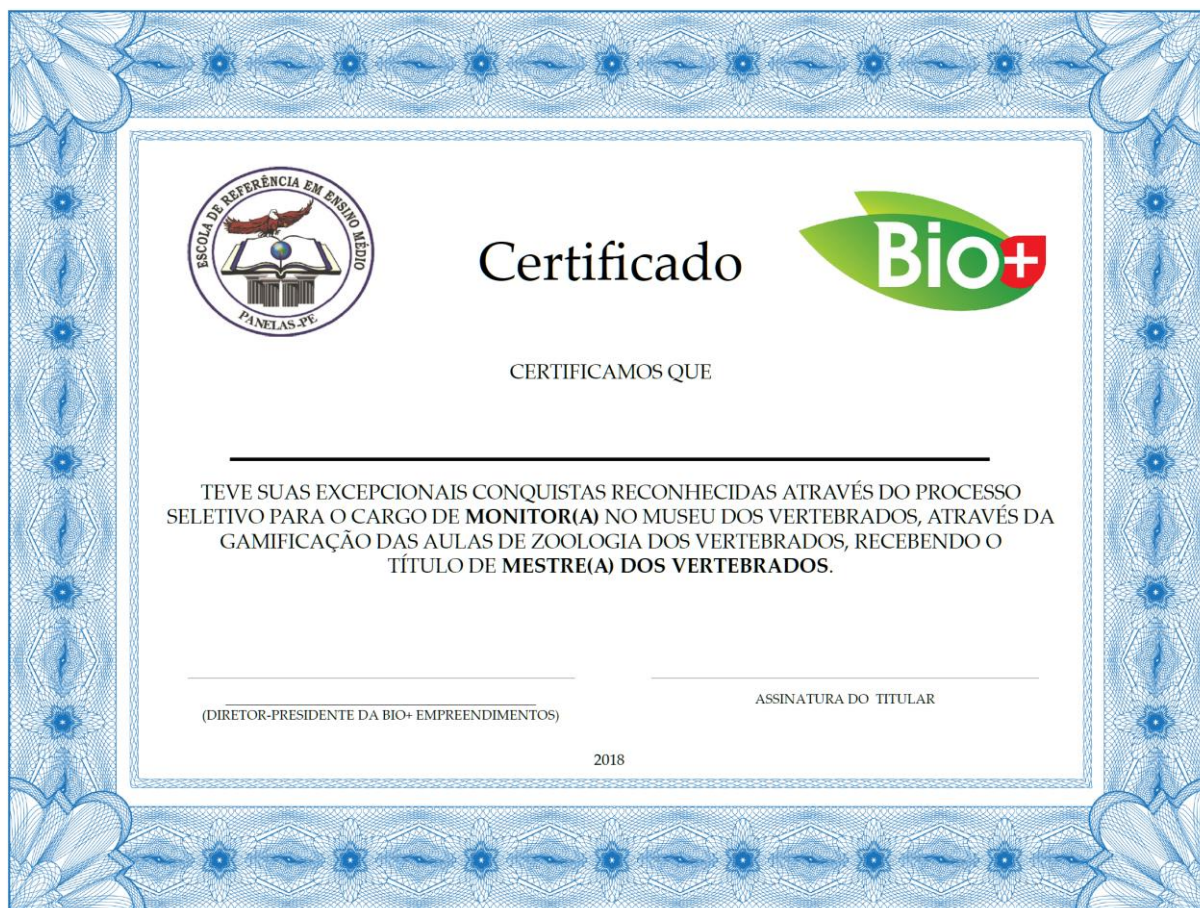 ESCOLA DE REFERÊNCIA EM ENSINO MÉDIO
PANELAS-PE
Certificado
Bio+
CERTIFICAMOS QUE
TEVE SUAS EXCEPCIONAIS CONQUISTAS RECONHECIDAS ATRAVÉS DO PROCESSO
SELETIVO PARA O CARGO DE MONITOR(A) NO MUSEU DOS VERTEBRADOS, ATRAVÉS DA
GAMIFICAÇÃO DAS AULAS DE ZOOLOGIA DOS VERTEBRADOS, RECEBENDO O
TÍTULO DE MESTRE(A) DOS VERTEBRADOS.
(DIRETOR-PRESIDENTE DA BIO+ EMPREENDIMENTOS)
ASSINATURA DO TITULAR
2018